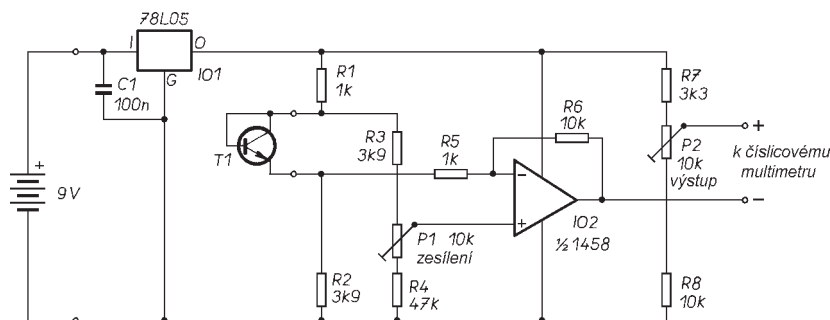 78L05
I
O
G
IO1
C1
100n
+
9V
R1
1k
T1
R3
3k9
R5
1k
R6
10k
−
+
IO2
½ 1458
P1 10k
zesílení
R2
3k9
R4
47k
R7
3k3
P2
10k
výstup
R8
10k
+
k číslicovému
multimetru
−